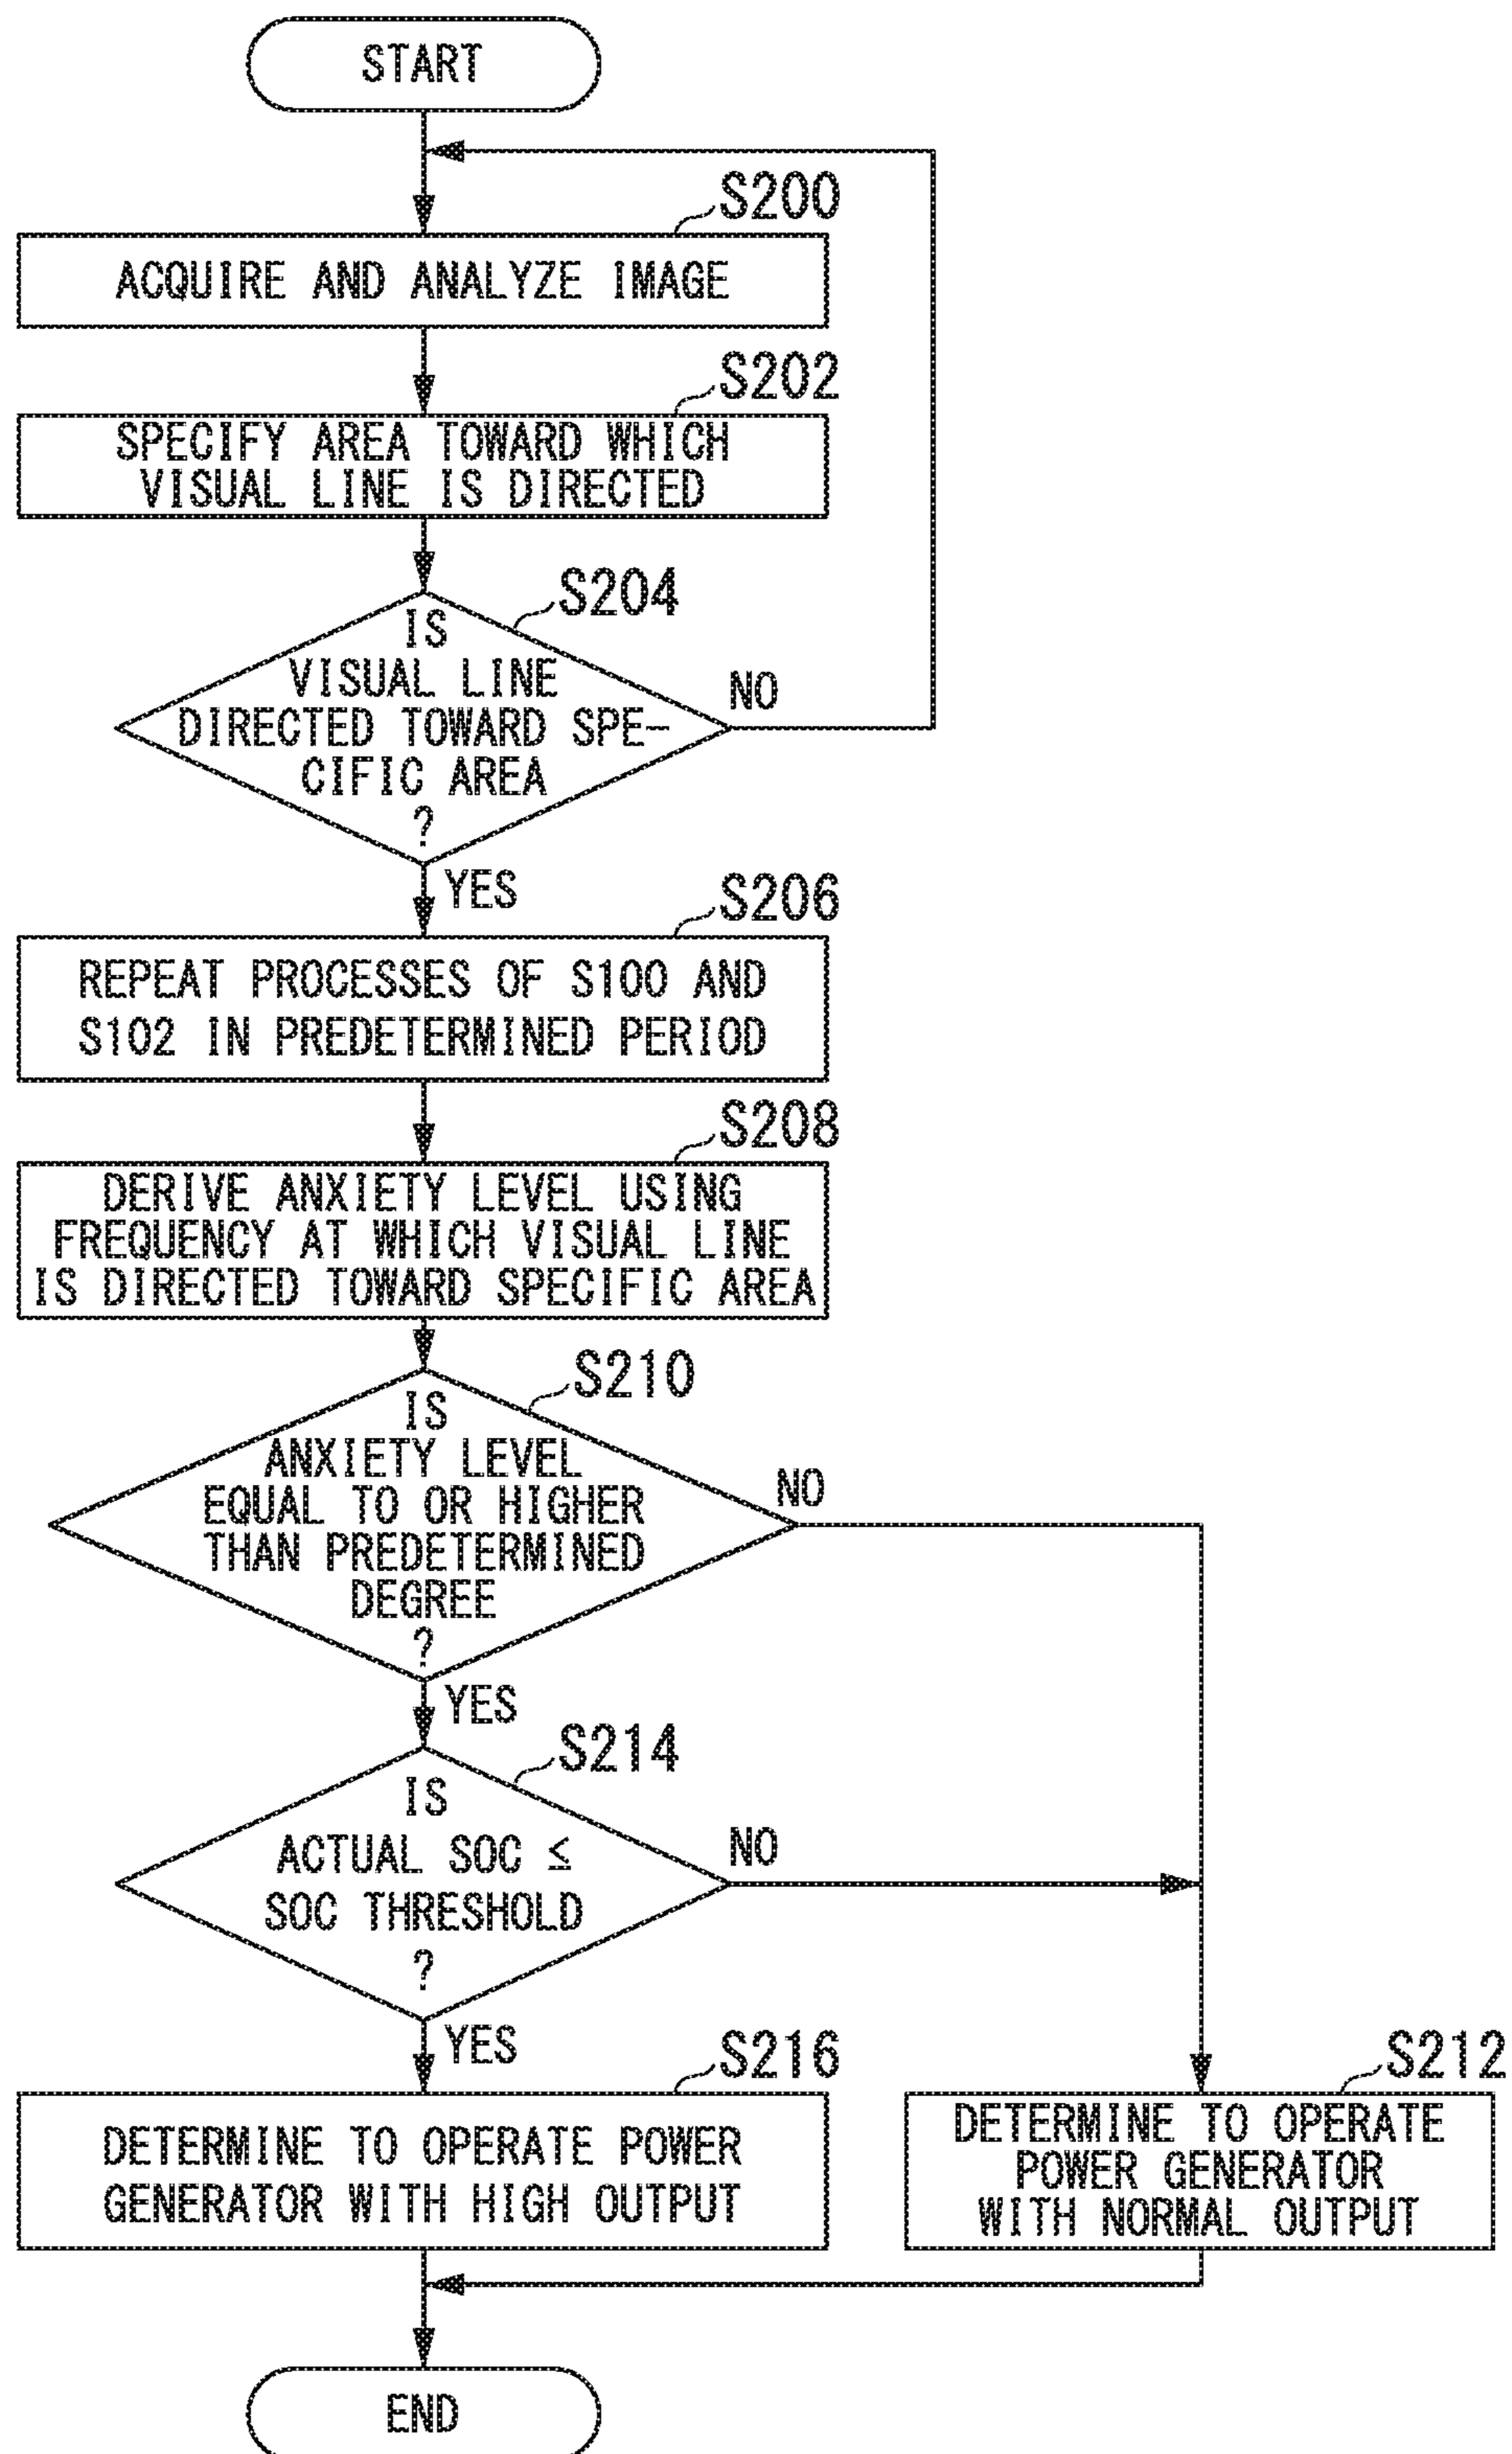 START
S200
ACQUIRE AND ANALYZE IMAGE
S202
SPECIFY AREA TOWARD WHICH
VISUAL LINE IS DIRECTED
S204
IS
VISUAL LINE
DIRECTED TOWARD SPE-
CIFIC AREA
?
NO
YES
S206
REPEAT PROCESSES OF S100 AND
S102 IN PREDETERMINED PERIOD
S208
DERIVE ANXIETY LEVEL USING
FREQUENCY AT WHICH VISUAL LINE
IS DIRECTED TOWARD SPECIFIC AREA
S210
IS
ANXIETY LEVEL
EQUAL TO OR HIGHER
THAN PREDETERMINED
DEGREE
?
NO
YES
S214
IS
ACTUAL SOC ≤
SOC THRESHOLD
?
NO
YES
S216
DETERMINE TO OPERATE POWER
GENERATOR WITH HIGH OUTPUT
S212
DETERMINE TO OPERATE
POWER GENERATOR
WITH NORMAL OUTPUT
END